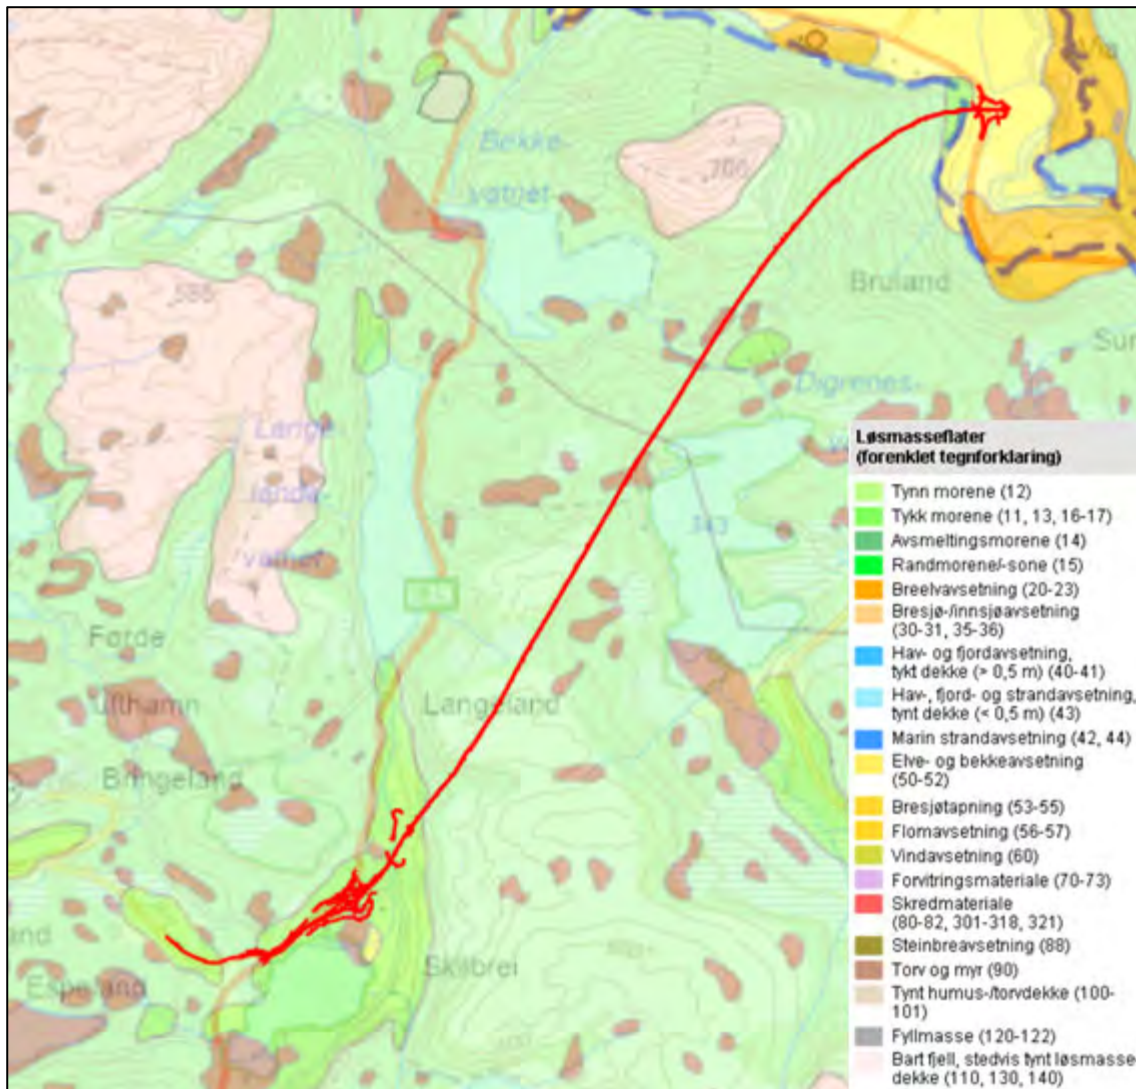 Via
Bekke-
vatnet
706
586
Bruland
Sun
Digrenes-
Lange-
lands-
vatnet
343
Førde
Ullhamn
Langeland
Bringeland
Skilbrei
Espeland
Løsmasseflater
(forenklet tegnforklaring)
Tynn morene (12)
Tykk morene (11, 13, 16-17)
Avsmeltingsmorene (14)
Randmorene/-sone (15)
Breelvavsetning (20-23)
Bresjø-/innsjøavsetning
(30-31, 35-36)
Hav- og fjordavsetning,
tykt dekke (> 0,5 m) (40-41)
Hav-, fjord- og strandavsetning,
tynt dekke (< 0,5 m) (43)
Marin strandavsetning (42, 44)
Elve- og bekkeavsetning
(50-52)
Bresjøtapning (53-55)
Flomavsetning (56-57)
Vindavsetning (60)
Forvitringsmateriale (70-73)
Skredmateriale
(80-82, 301-318, 321)
Steinbreavsetning (88)
Torv og myr (90)
Tynt humus-/torvdekke (100-
101)
Fyllmasse (120-122)
Bart fjell, stedvis tynt løsmasse
dekke (110, 130, 140)